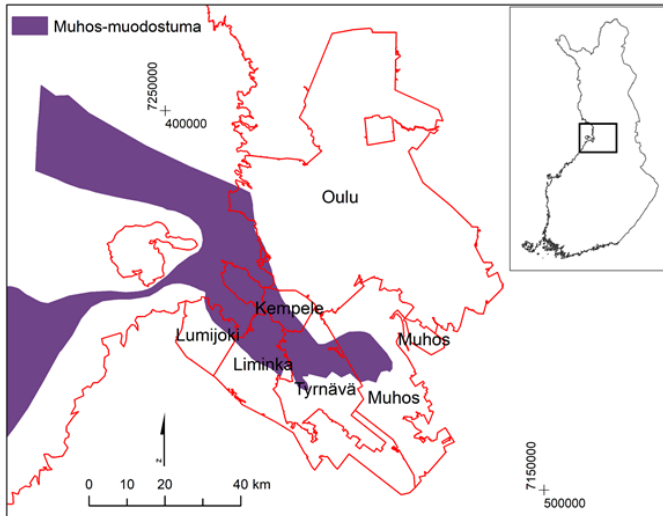 Muhos-muodostuma
7250000
400000
Oulu
Kempele
Lumijoki
Muhos
Liminka
Tyrnävä
Muhos
z
0 10 20 40 km
7150000
500000